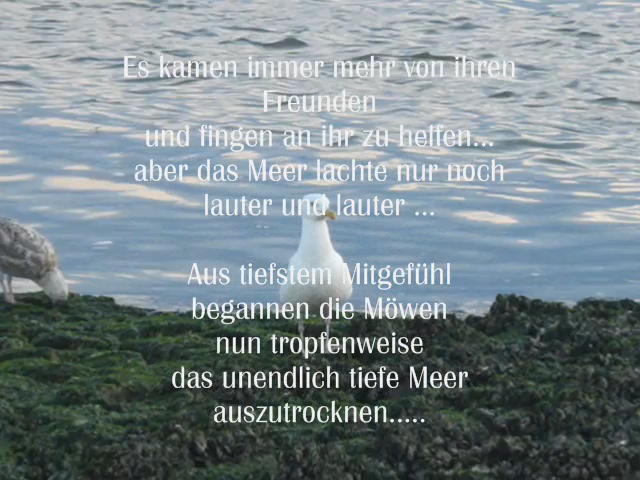 Es kamen immer mehr von ihren
Freunden
und fingen an ihr zu helfen...
aber das Meer lachte nur noch
lauter und lauter ...
Aus tiefstem Mitgefühl
begannen die Möwen
nun tropfenweise
das unendlich tiefe Meer
auszutrocknen.....